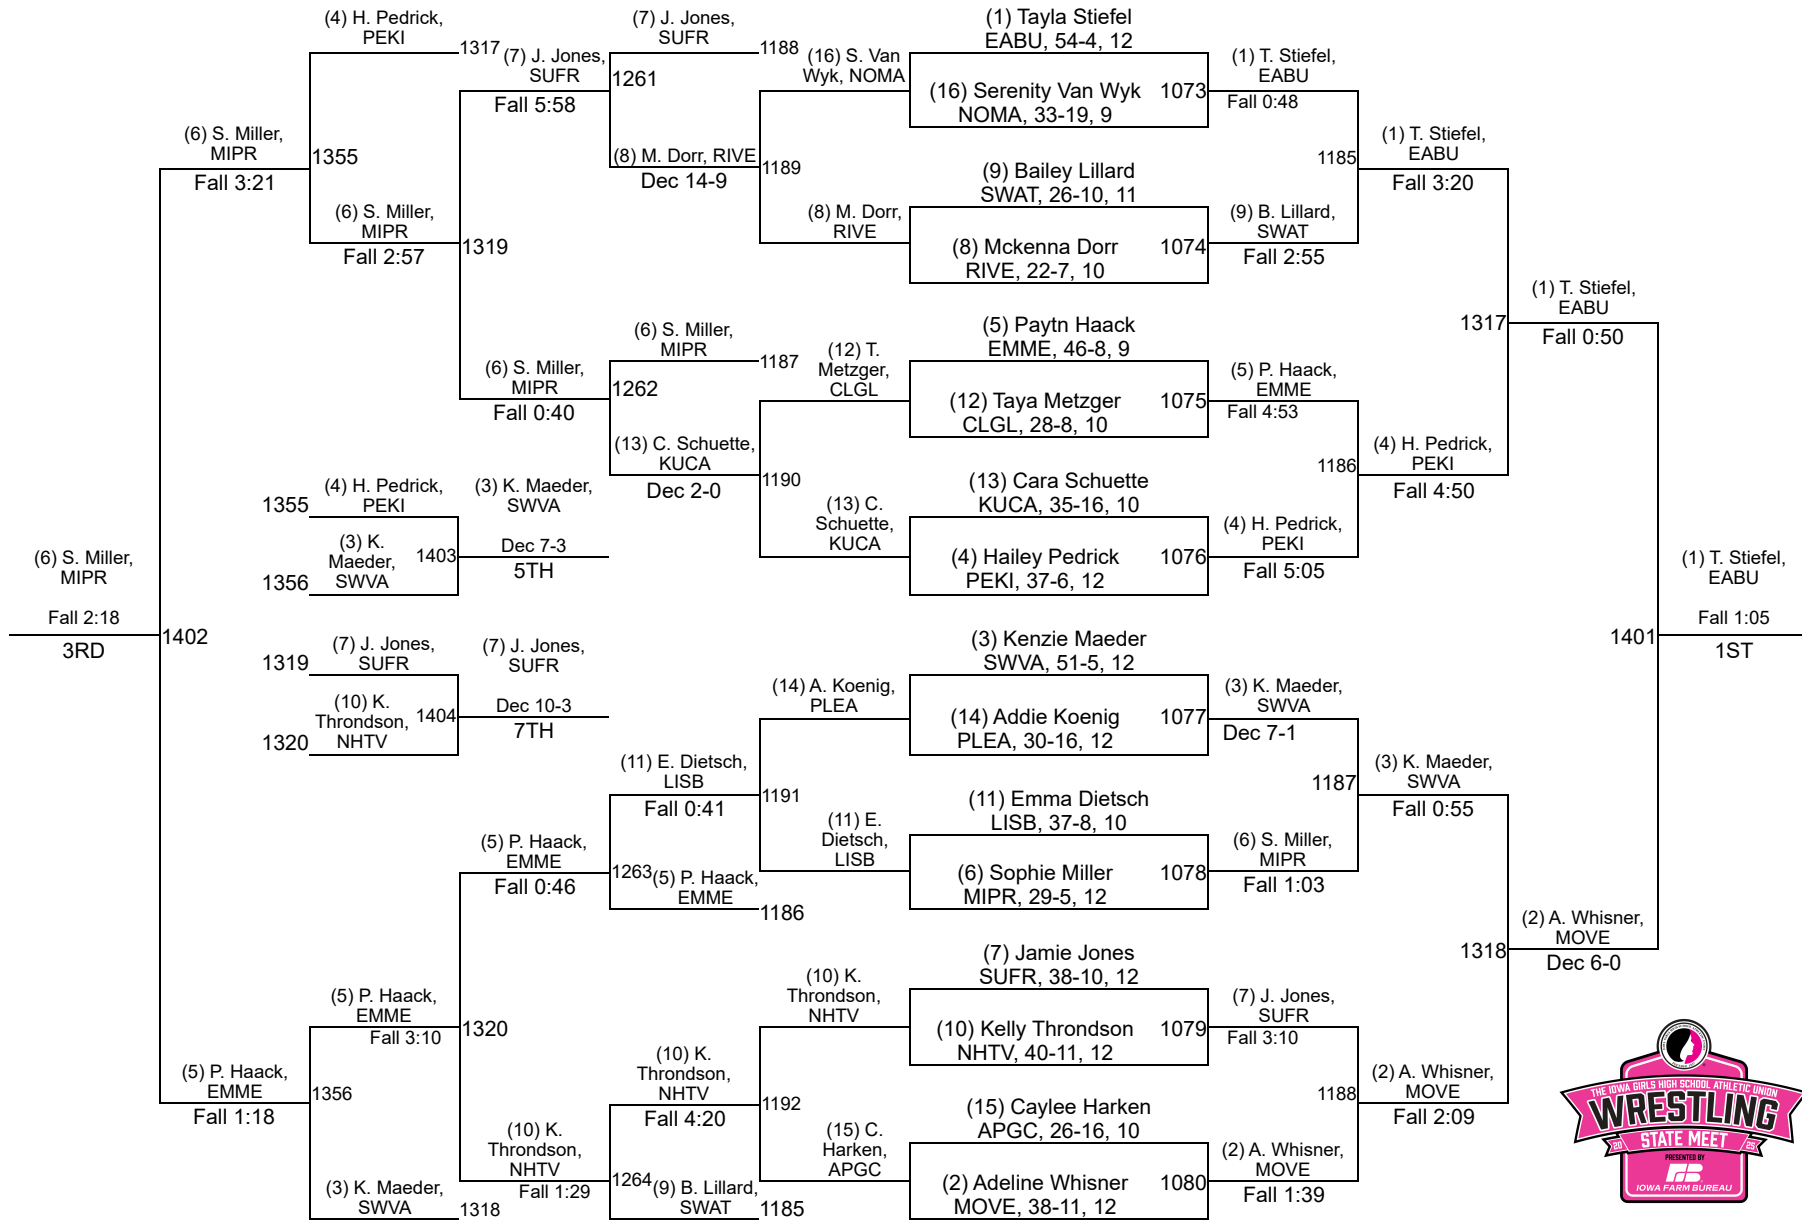 (4) H. Pedrick,
PEKI
1317
(7) J. Jones,
SUFR
Fall 5:58
(7) J. Jones,
SUFR
1188
1261
(8) M. Dorr, RIVE
Dec 14-9
(16) S. Van
Wyk, NOMA
1189
(8) M. Dorr,
RIVE
(6) S. Miller,
MIPR
Fall 3:21
1355
(6) S. Miller,
MIPR
Fall 2:57
1319
(6) S. Miller,
MIPR
Fall 0:40
(6) S. Miller,
MIPR
1187
1262
(13) C. Schuette,
KUCA
Dec 2-0
(12) T.
Metzger,
CLGL
1190
(13) C.
Schuette,
KUCA
1355
(4) H. Pedrick,
PEKI
(3) K.
Maeder,
SWVA
1356
1403
(3) K. Maeder,
SWVA
Dec 7-3
5TH
(6) S. Miller,
MIPR
Fall 2:18
3RD
1402
1319
(7) J. Jones,
SUFR
(10) K.
Throndson,
NHTV
1320
1404
(7) J. Jones,
SUFR
Dec 10-3
7TH
(14) A. Koenig,
PLEA
(11) E. Dietsch,
LISB
Fall 0:41
1191
(11) E.
Dietsch,
LISB
(5) P. Haack,
EMME
Fall 0:46
1263
(5) P. Haack,
EMME
1186
(5) P. Haack,
EMME
Fall 3:10
1320
(5) P. Haack,
EMME
Fall 1:18
1356
(3) K. Maeder,
SWVA
1318
(10) K.
Throndson,
NHTV
Fall 1:29
(10) K.
Throndson,
NHTV
Fall 4:20
1264
(9) B. Lillard,
SWAT
1185
(10) K.
Throndson,
NHTV
1192
(15) C.
Harken,
APGC
(1) Tayla Stiefel
EABU, 54-4, 12
(16) Serenity Van Wyk
NOMA, 33-19, 9
1073
(9) Bailey Lillard
SWAT, 26-10, 11
(8) Mckenna Dorr
RIVE, 22-7, 10
1074
(5) Paytn Haack
EMME, 46-8, 9
(12) Taya Metzger
CLGL, 28-8, 10
1075
(13) Cara Schuette
KUCA, 35-16, 10
(4) Hailey Pedrick
PEKI, 37-6, 12
1076
(3) Kenzie Maeder
SWVA, 51-5, 12
(14) Addie Koenig
PLEA, 30-16, 12
1077
(11) Emma Dietsch
LISB, 37-8, 10
(6) Sophie Miller
MIPR, 29-5, 12
1078
(7) Jamie Jones
SUFR, 38-10, 12
(10) Kelly Throndson
NHTV, 40-11, 12
1079
(15) Caylee Harken
APGC, 26-16, 10
(2) Adeline Whisner
MOVE, 38-11, 12
1080
(1) T. Stiefel,
EABU
Fall 0:48
1185
(9) B. Lillard,
SWAT
Fall 2:55
(1) T. Stiefel,
EABU
Fall 3:20
(5) P. Haack,
EMME
Fall 4:53
1186
(4) H. Pedrick,
PEKI
Fall 5:05
(4) H. Pedrick,
PEKI
Fall 4:50
1317
(1) T. Stiefel,
EABU
Fall 0:50
(3) K. Maeder,
SWVA
Dec 7-1
1187
(6) S. Miller,
MIPR
Fall 1:03
(3) K. Maeder,
SWVA
Fall 0:55
(7) J. Jones,
SUFR
Fall 3:10
1188
(2) A. Whisner,
MOVE
Fall 1:39
(2) A. Whisner,
MOVE
Fall 2:09
1318
(2) A. Whisner,
MOVE
Dec 6-0
1401
(1) T. Stiefel,
EABU
Fall 1:05
1ST
THE IOWA GIRLS HIGH SCHOOL ATHLETIC UNION
WRESTLING
20 STATE MEET 25
PRESENTED BY
FB
IOWA FARM BUREAU